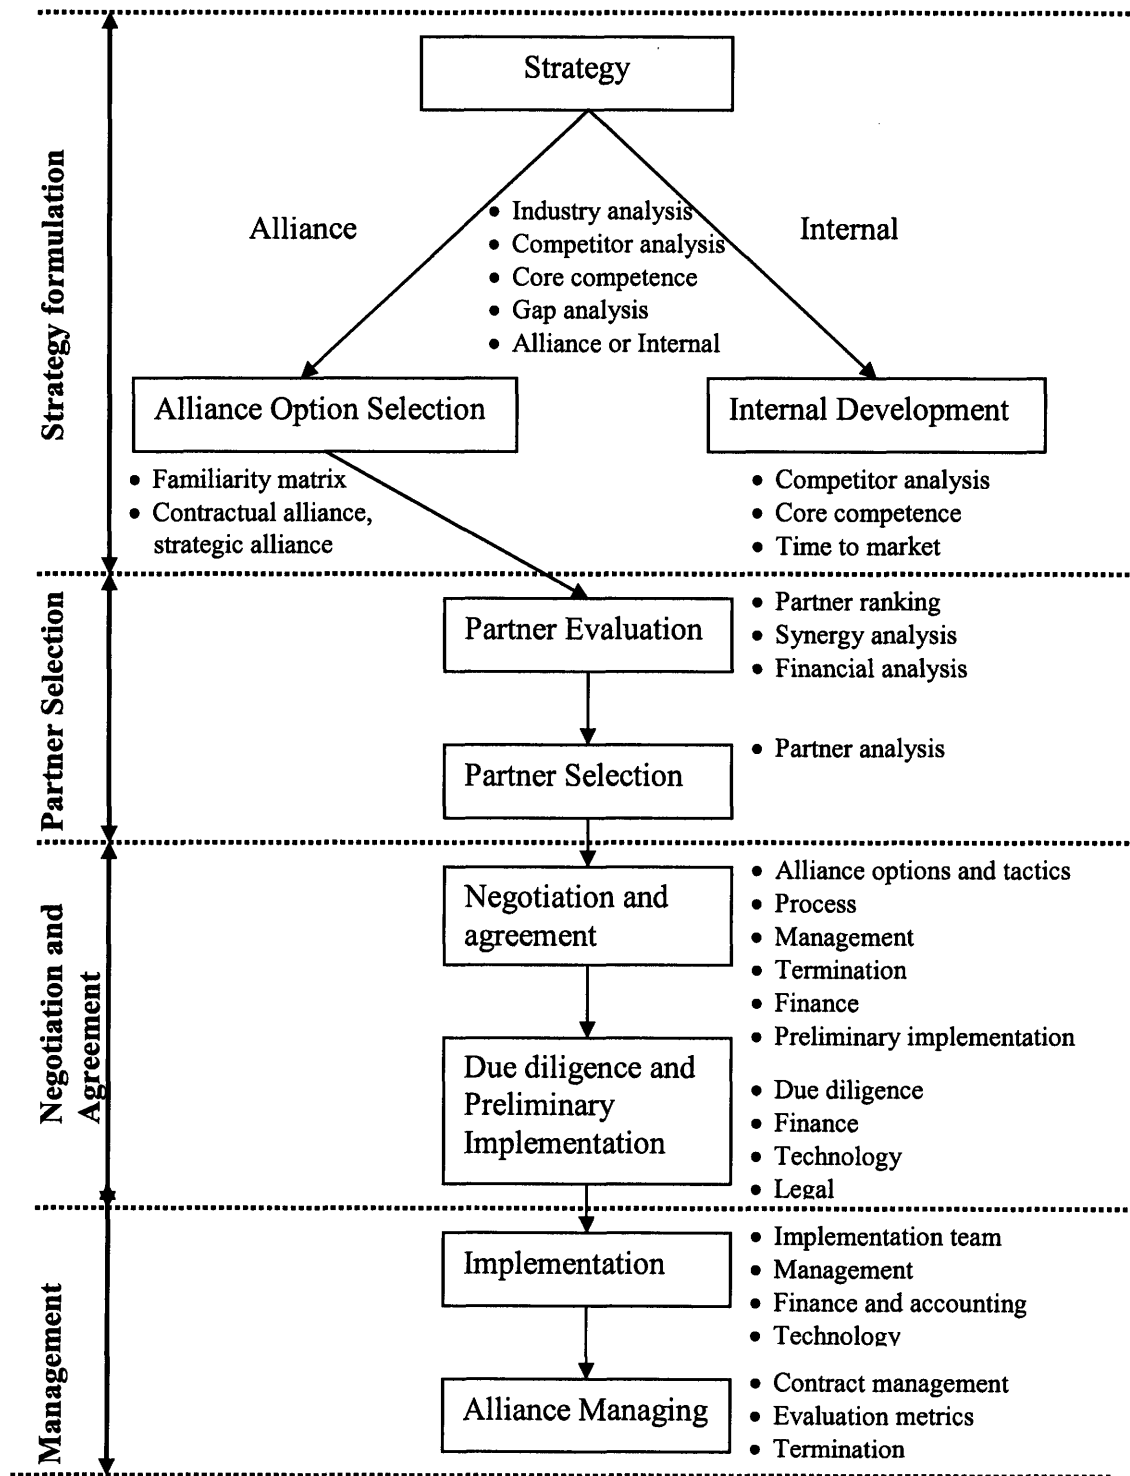 Strategy formulation
Strategy
Alliance
Internal
• Industry analysis
• Competitor analysis
• Core competence
• Gap analysis
• Alliance or Internal
Alliance Option Selection
• Familiarity matrix
• Contractual alliance,
strategic alliance
Internal Development
• Competitor analysis
• Core competence
• Time to market
Partner Selection
Partner Evaluation
• Partner ranking
• Synergy analysis
• Financial analysis
Partner Selection
• Partner analysis
Negotiation and
Agreement
Negotiation and
agreement
• Alliance options and tactics
• Process
• Management
• Termination
• Finance
• Preliminary implementation
Due diligence and
Preliminary
Implementation
• Due diligence
• Finance
• Technology
• Legal
Management
Implementation
• Implementation team
• Management
• Finance and accounting
• Technology
Alliance Managing
• Contract management
• Evaluation metrics
• Termination